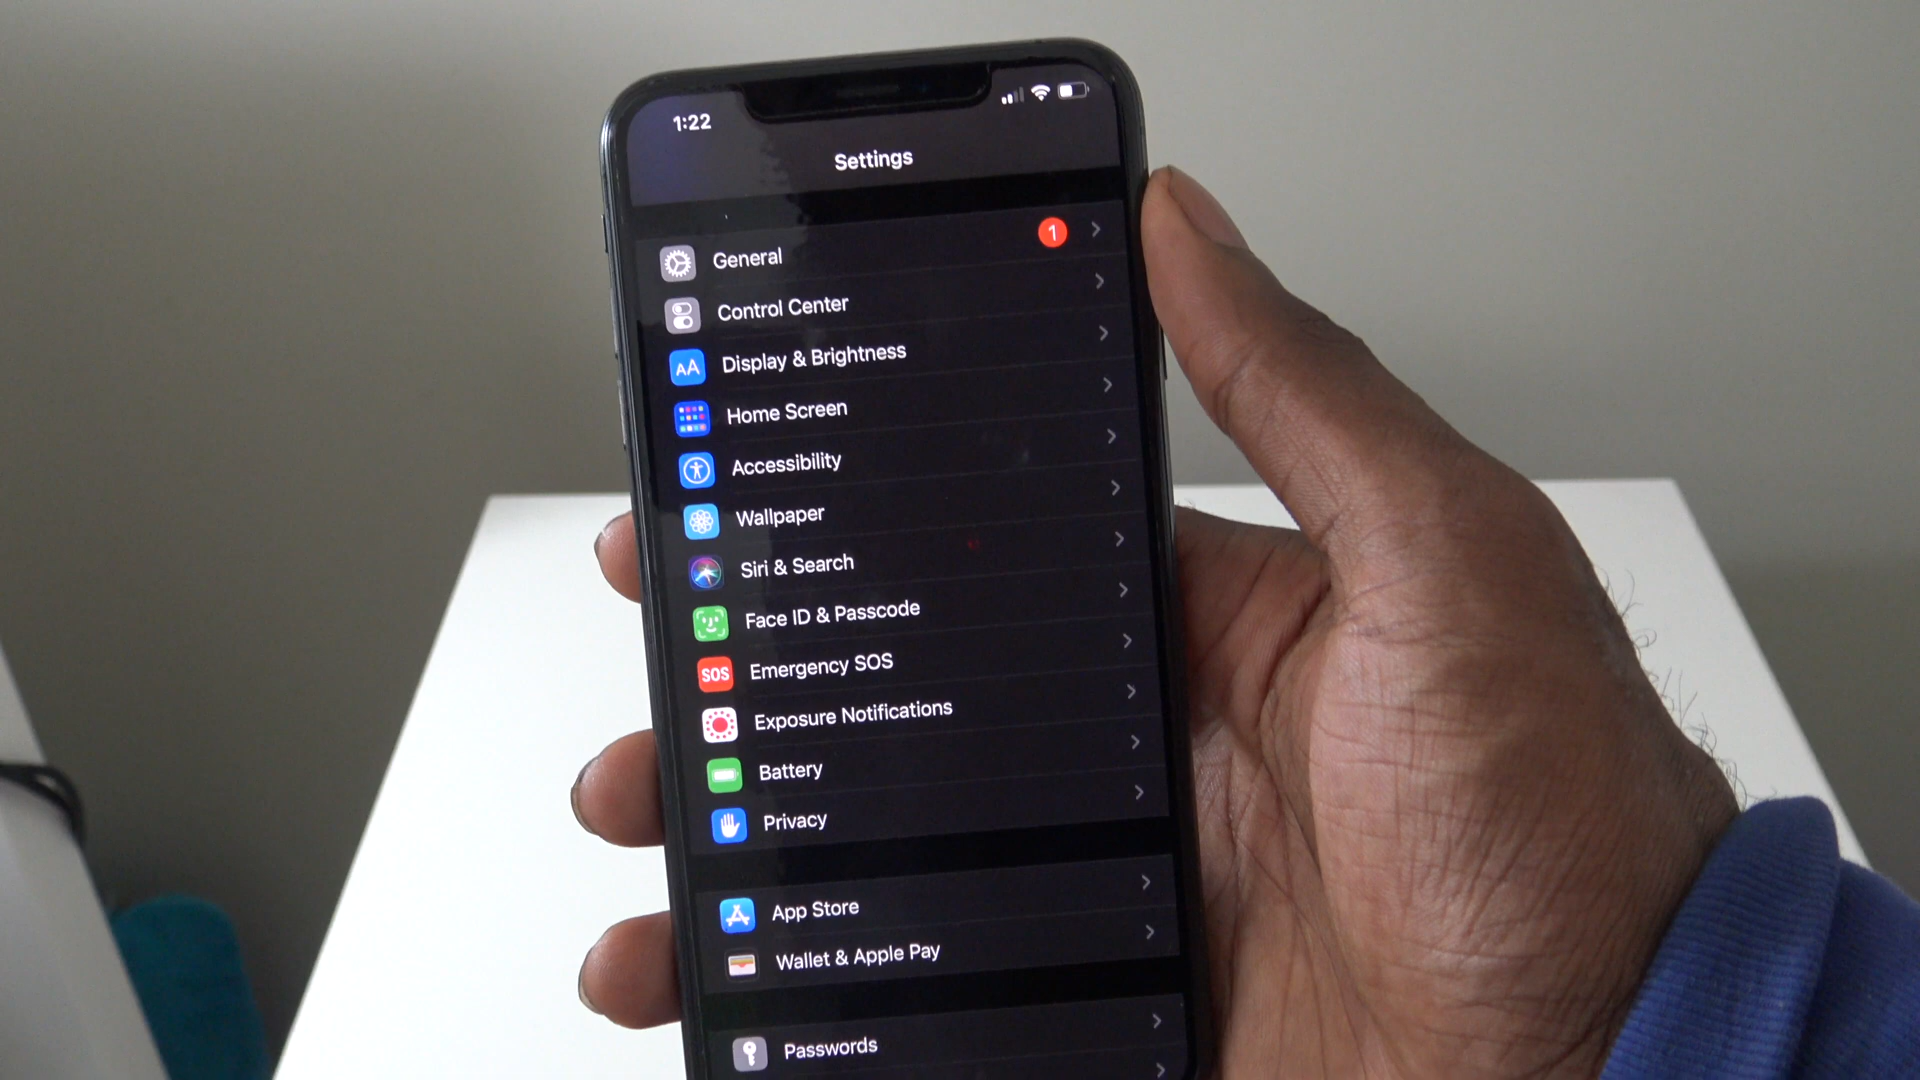 1:22
Settings
General 1
Control Center
AA Display & Brightness
Home Screen
Accessibility
Wallpaper
Siri & Search
Face ID & Passcode
SOS Emergency SOS
Exposure Notifications
Battery
Privacy
App Store
Wallet & Apple Pay
Passwords